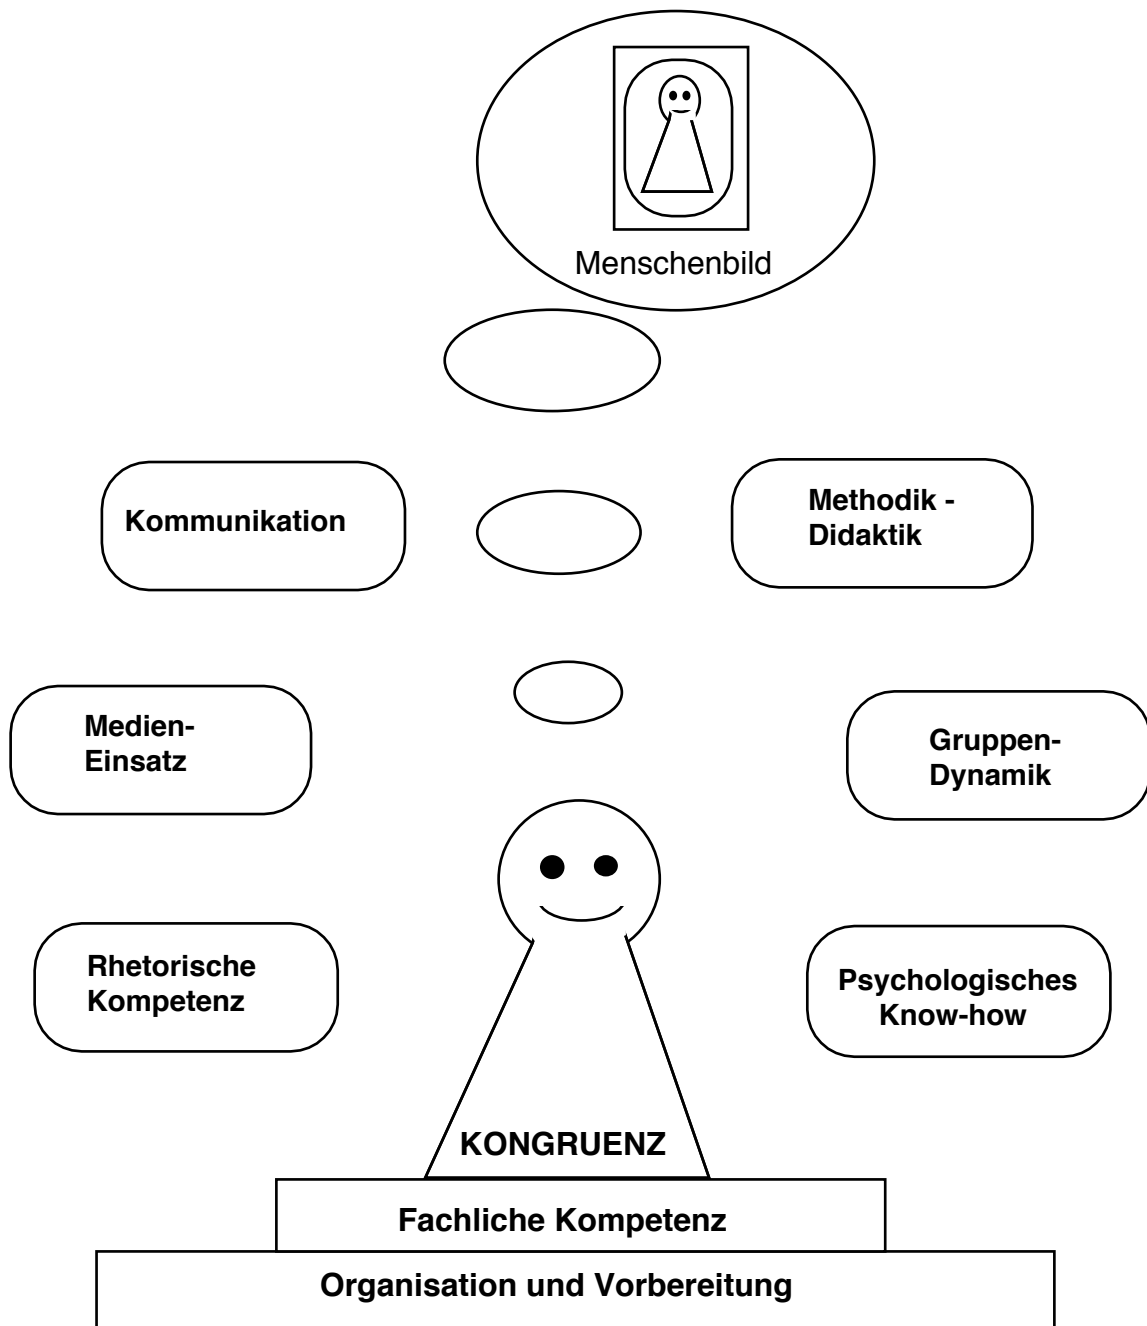 Menschenbild
Kommunikation
Methodik -
Didaktik
Medien-
Einsatz
Gruppen-
Dynamik
Rhetorische
Kompetenz
Psychologisches
Know-how
KONGRUENZ
Fachliche Kompetenz
Organisation und Vorbereitung